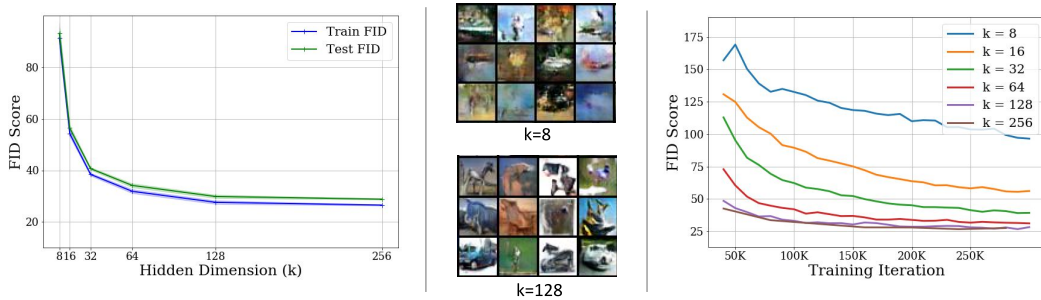 FID Score
80
60
40
20
Train FID
Test FID
8 16 32 64 128 256
Hidden Dimension (k)
k=8
k=128
FID Score
175
150
125
100
75
50
25
k = 8
k = 16
k = 32
k = 64
k = 128
k = 256
50K 100K 150K 200K 250K
Training Iteration